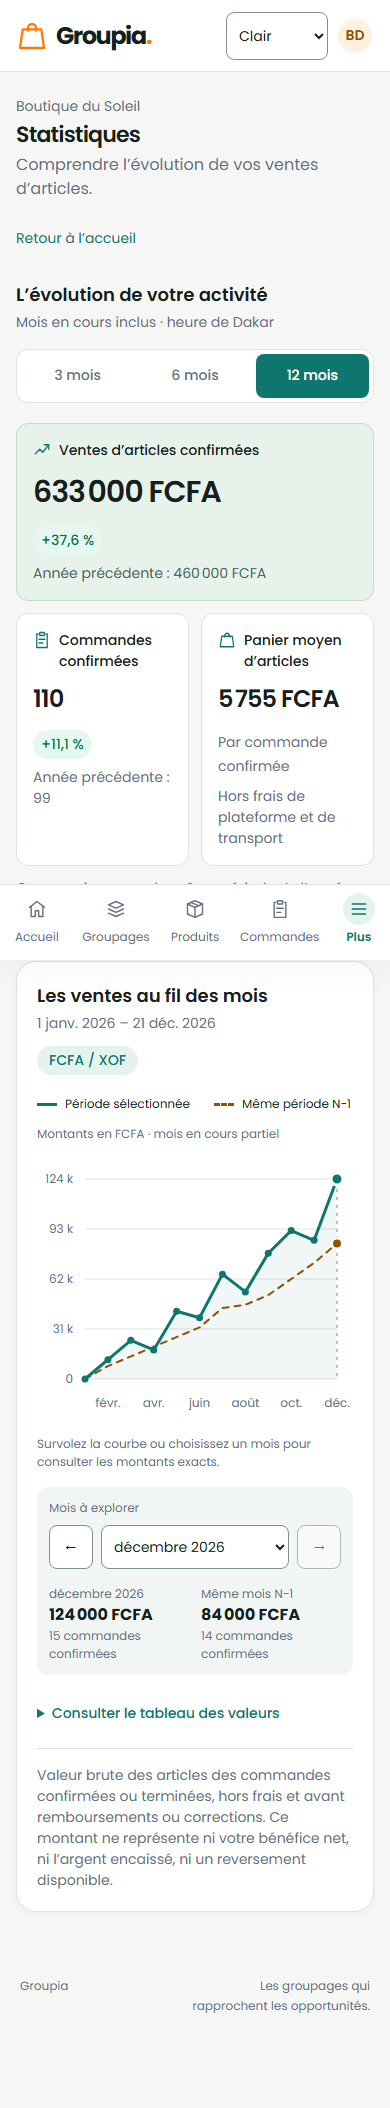 Groupia.
Clair
BD
Boutique du Soleil
Statistiques
Comprendre l’évolution de vos ventes
d’articles.
Retour à l’accueil
L’évolution de votre activité
Mois en cours inclus · heure de Dakar
3 mois
6 mois
12 mois
Ventes d’articles confirmées
633 000 FCFA
+37,6 %
Année précédente : 460 000 FCFA
Commandes
confirmées
110
+11,1 %
Année précédente :
99
Panier moyen
d’articles
5 755 FCFA
Par commande
confirmée
Hors frais de
plateforme et de
transport
Accueil
Groupages
Produits
Commandes
Plus
Les ventes au fil des mois
1 janv. 2026 – 21 déc. 2026
FCFA / XOF
Période sélectionnée
Même période N-1
Montants en FCFA · mois en cours partiel
124 k
93 k
62 k
31 k
0
févr.
avr.
juin
août
oct.
déc.
Survolez la courbe ou choisissez un mois pour
consulter les montants exacts.
Mois à explorer
←
décembre 2026
→
décembre 2026
124 000 FCFA
15 commandes
confirmées
Même mois N-1
84 000 FCFA
14 commandes
confirmées
Consulter le tableau des valeurs
Valeur brute des articles des commandes
confirmées ou terminées, hors frais et avant
remboursements ou corrections. Ce
montant ne représente ni votre bénéfice net,
ni l’argent encaissé, ni un reversement
disponible.
Groupia
Les groupages qui
rapprochent les opportunités.